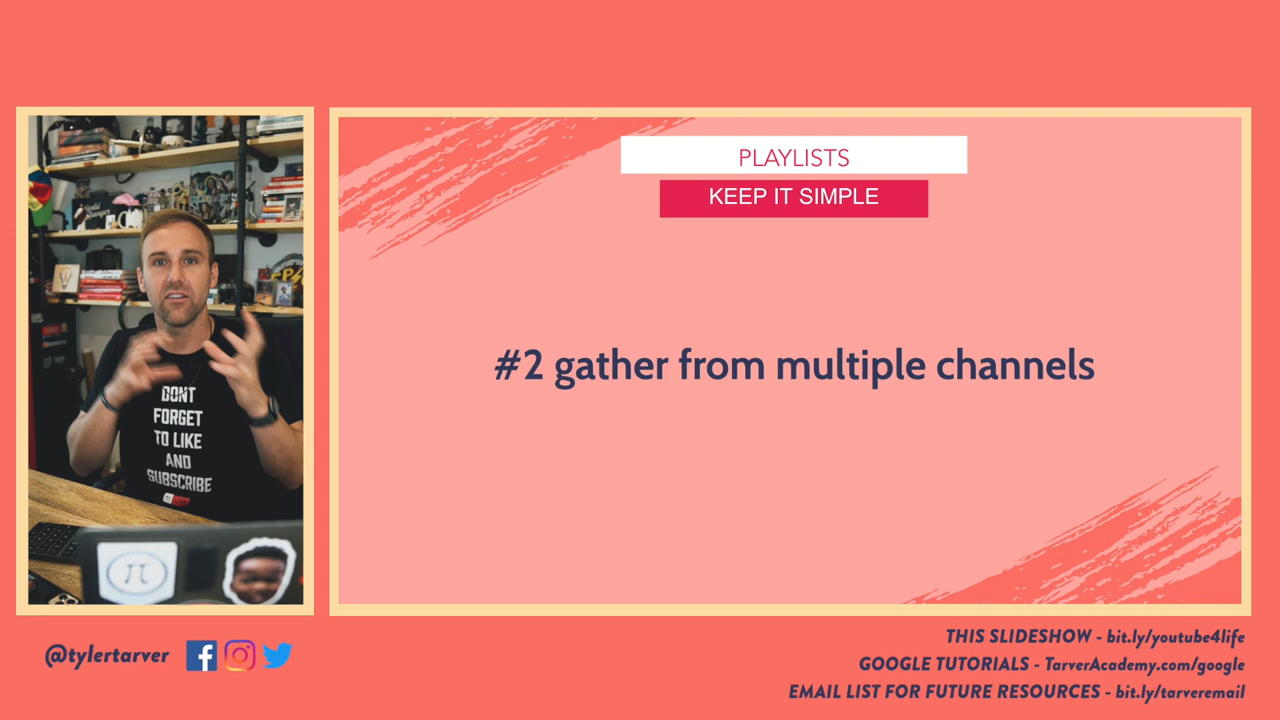 PLAYLISTS
KEEP IT SIMPLE
#2 gather from multiple channels
DONT
FORGET
TO LIKE
AND
SUBSCRIBE
π
@tylertarver
THIS SLIDESHOW - bit.ly/youtube4life
GOOGLE TUTORIALS - TarverAcademy.com/google
EMAIL LIST FOR FUTURE RESOURCES - bit.ly/tarveremail